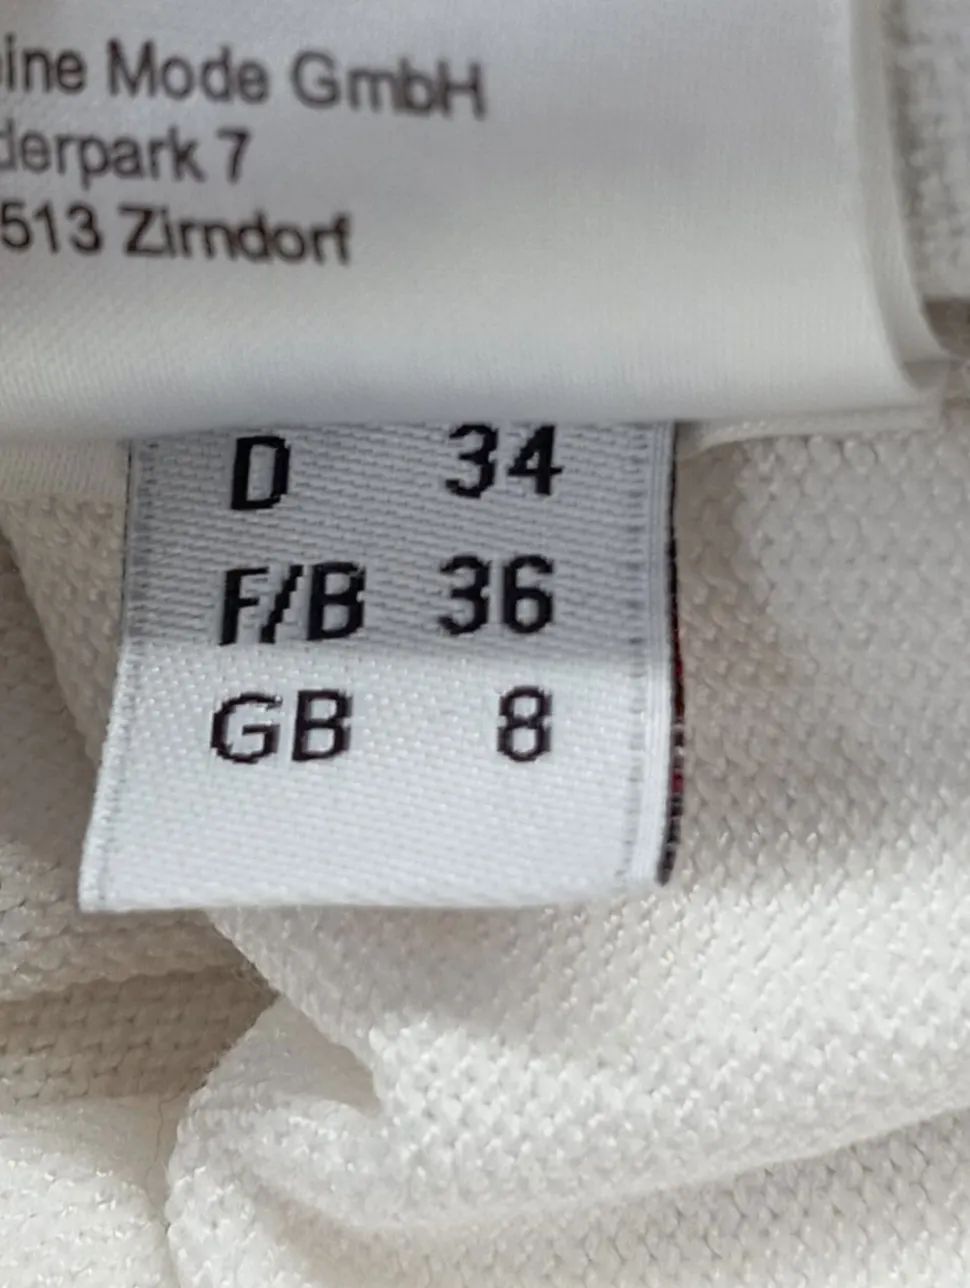 ine Mode GmbH
derpark 7
513 Zirndorf
D 34
F/B 36
GB 8